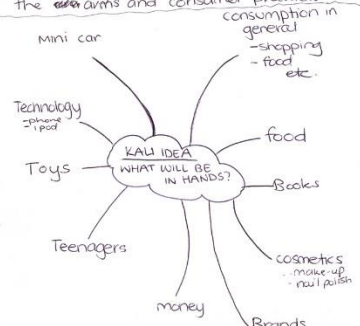 the arms and consumer
consumption in
general
-shopping
- food
etc.
Mini car
Technology
-phone
-ipod
food
KALI IDEA
WHAT WILL BE
IN HANDS?
Toys
Books
Teenagers
cosmetics
- make-up
- nail polish
money
Brands